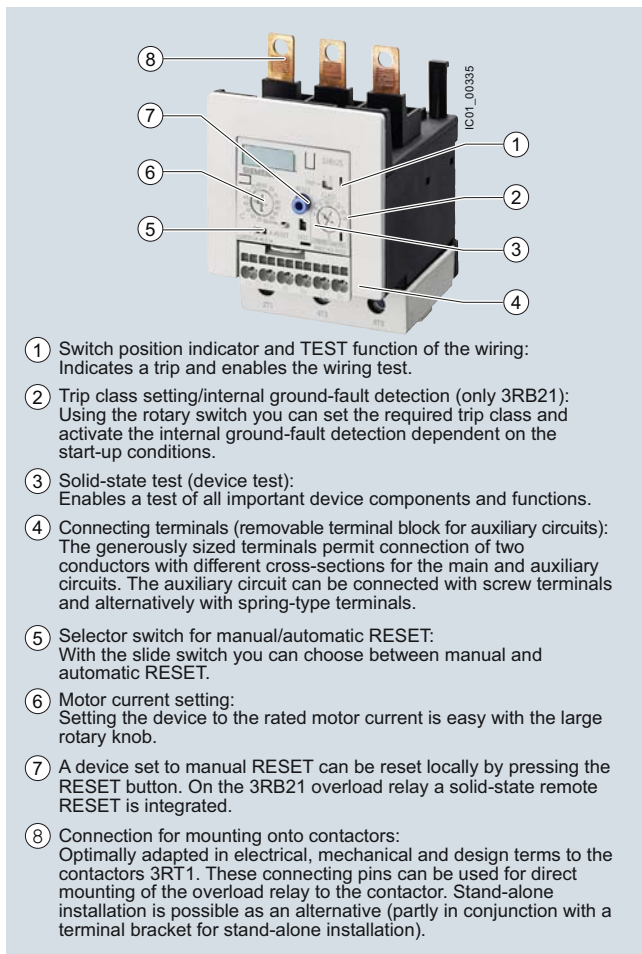 8
7
6
5
IC01_00335
1
2
3
4
SIEMENS
SIRIUS
RESET
2T1
4T2
6T3
1 Switch position indicator and TEST function of the wiring:
Indicates a trip and enables the wiring test.
2 Trip class setting/internal ground-fault detection (only 3RB21):
Using the rotary switch you can set the required trip class and
activate the internal ground-fault detection dependent on the
start-up conditions.
3 Solid-state test (device test):
Enables a test of all important device components and functions.
4 Connecting terminals (removable terminal block for auxiliary circuits):
The generously sized terminals permit connection of two
conductors with different cross-sections for the main and auxiliary
circuits. The auxiliary circuit can be connected with screw terminals
and alternatively with spring-type terminals.
5 Selector switch for manual/automatic RESET:
With the slide switch you can choose between manual and
automatic RESET.
6 Motor current setting:
Setting the device to the rated motor current is easy with the large
rotary knob.
7 A device set to manual RESET can be reset locally by pressing the
RESET button. On the 3RB21 overload relay a solid-state remote
RESET is integrated.
8 Connection for mounting onto contactors:
Optimally adapted in electrical, mechanical and design terms to the
contactors 3RT1. These connecting pins can be used for direct
mounting of the overload relay to the contactor. Stand-alone
installation is possible as an alternative (partly in conjunction with a
terminal bracket for stand-alone installation).